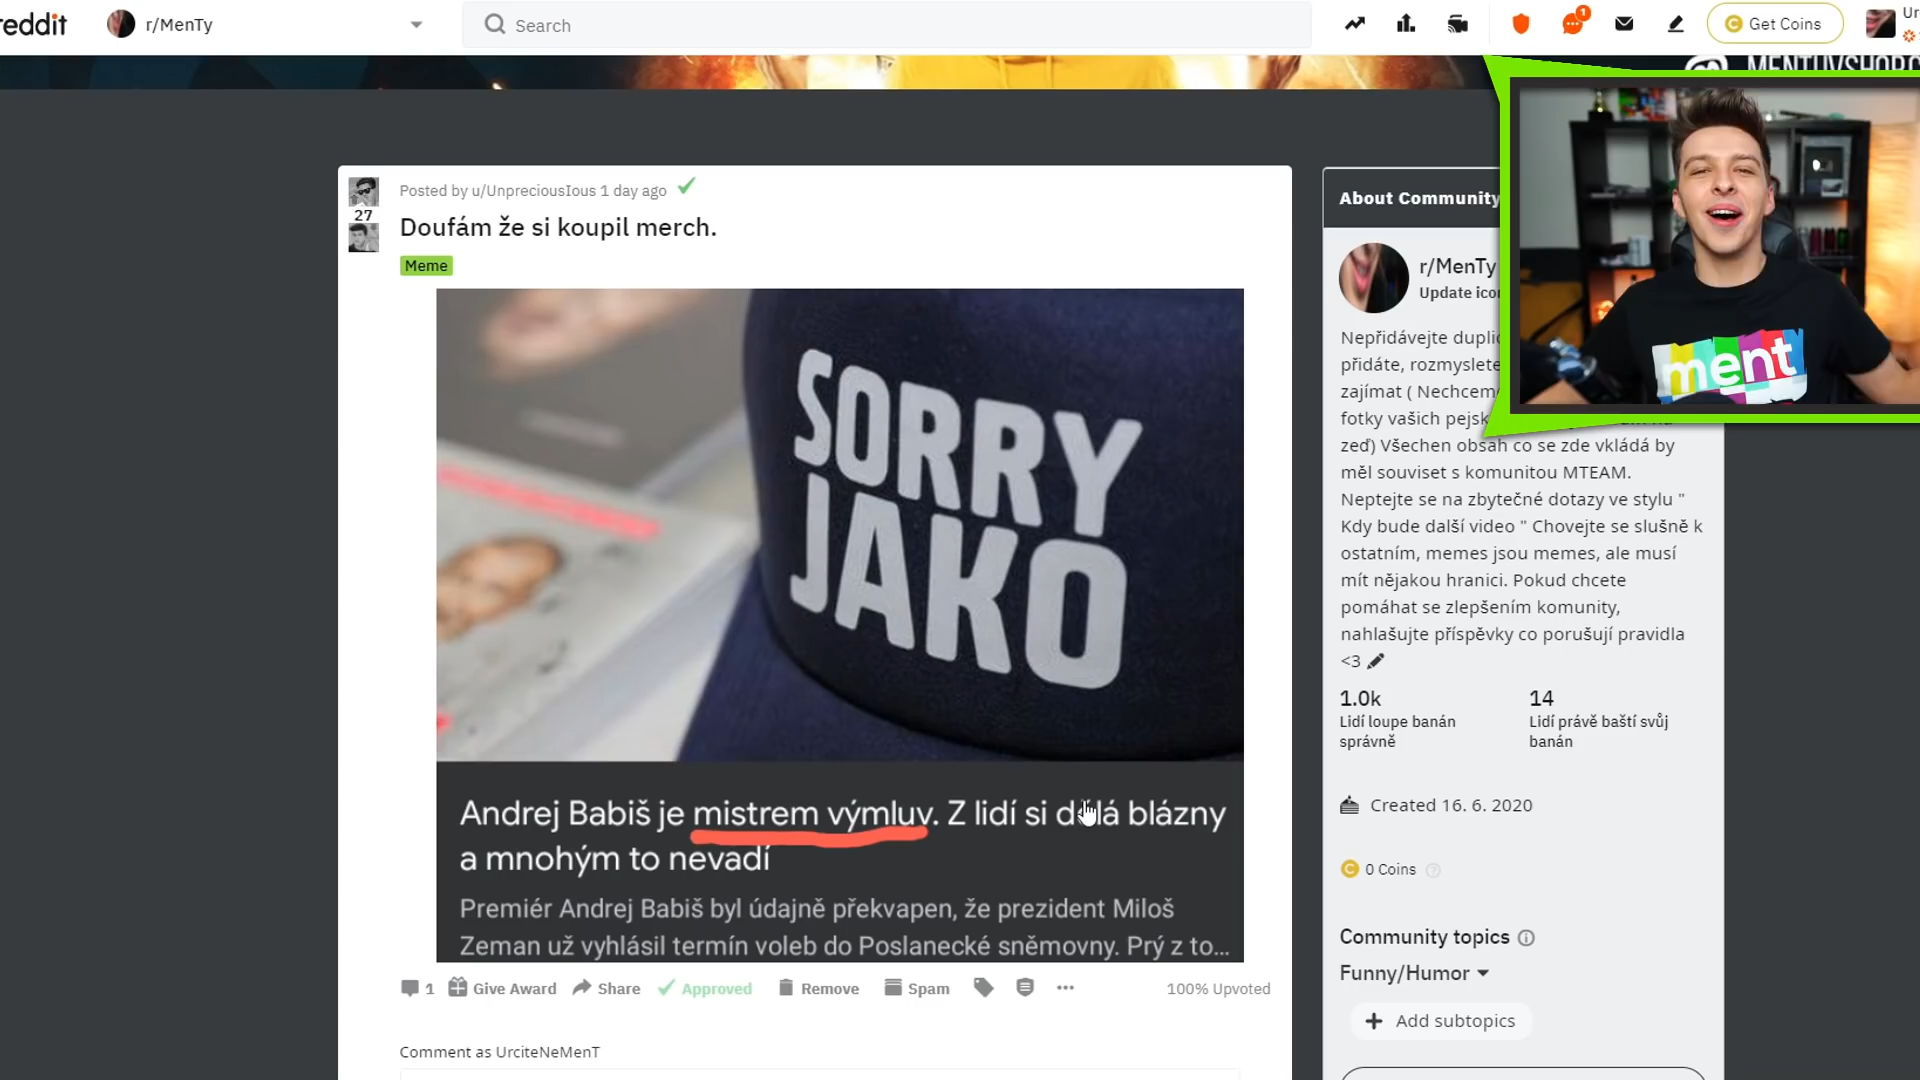 reddit
r/MenTy
Search
1
Get Coins
Ur
MENTUVSHOP.C
Posted by u/UnpreciousIous 1 day ago
27
Doufám že si koupil merch.
Meme
SORRY
JAKO
Andrej Babiš je mistrem výmluv. Z lidí si dělá blázny
a mnohým to nevadí
Premiér Andrej Babiš byl údajně překvapen, že prezident Miloš
Zeman už vyhlásil termín voleb do Poslanecké sněmovny. Prý z to...
1
Give Award
Share
Approved
Remove
Spam
100% Upvoted
Comment as UrciteNeMenT
About Community
r/MenTy
Update icon
Nepřidávejte duplic
přidáte, rozmyslete
zajímat ( Nechceme
fotky vašich pejsk
zeď) Všechen obsah co se zde vkládá by
měl souviset s komunitou MTEAM.
Neptejte se na zbytečné dotazy ve stylu "
Kdy bude další video " Chovejte se slušně k
ostatním, memes jsou memes, ale musí
mít nějakou hranici. Pokud chcete
pomáhat se zlepšením komunity,
nahlašujte příspěvky co porušují pravidla
<3
1.0k
Lidí loupe banán
správně
14
Lidí právě baští svůj
banán
Created 16. 6. 2020
0 Coins
Community topics
Funny/Humor
Add subtopics
ment